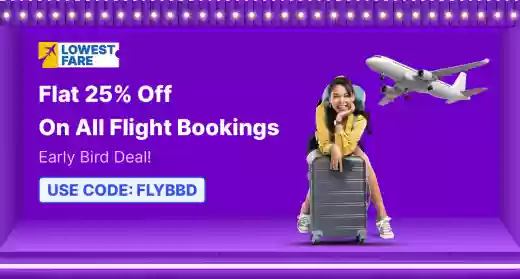 LOWEST
FARE
Flat 25% Off
On All Flight Bookings
Early Bird Deal!
USE CODE: FLYBBD